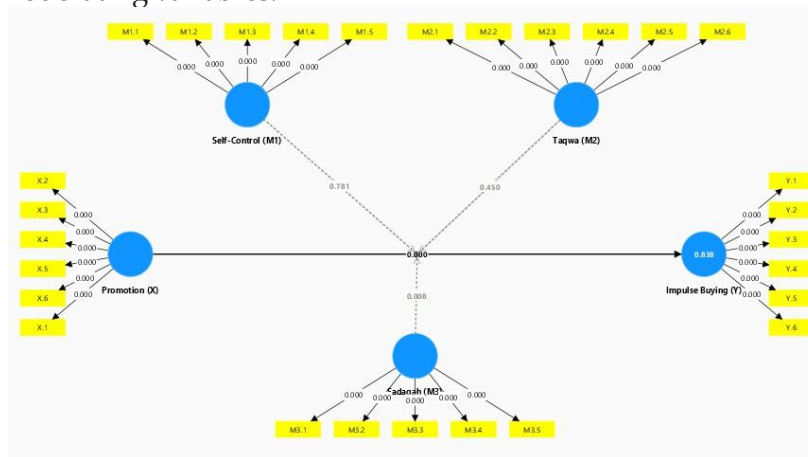 M1.1 M1.2 M1.3 M1.4 M1.5 M2.1 M2.2 M2.3 M2.4 M2.5 M2.6
0.000 0.000 0.000 0.000 0.000 0.000 0.000 0.000 0.000 0.000 0.000
Self-Control (M1) Taqwa (M2)
0.781 0.450
X.2 Y.1
X.3 0.000 0.000 Y.2
X.4 0.000 0.000 Y.3
X.5 0.000 0.000 Y.4
X.6 0.000 0.000 Y.5
X.1 0.000 0.000 Y.6
0.000 0.000
0.000 0.838
Promotion (X) Impulse Buying (Y)
0.008
Sadaqah (M3)
0.000 0.000 0.000 0.000 0.000
M3.1 M3.2 M3.3 M3.4 M3.5